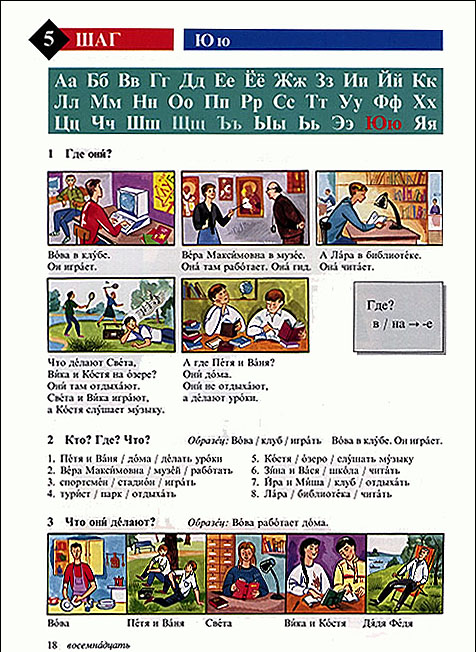 5 ШАГ Ю ю
Аа Бб Вв Гг Дд Ее Ёё Жж Зз Ии Йй Кк
Лл Мм Нн Оо Пп Рр Сс Тт Уу Фф Хх
Цц Чч Шш Щщ Ъъ Ыы Ьь Ээ Юю Яя
1 Где они́?
Во́ва в клу́бе.
Он игра́ет.
Ве́ра Макси́мовна в музе́е.
Она́ там рабо́тает. Она́ гид.
А Ла́ра в библиоте́ке.
Она́ чита́ет.
Что де́лают Све́та,
Ви́ка и Ко́стя на о́зере?
Они́ там отдыха́ют.
Све́та и Ви́ка игра́ют,
а Ко́стя слу́шает му́зыку.
А где Пе́тя и Ва́ня?
Они́ до́ма.
Они́ не отдыха́ют,
а де́лают уро́ки.
Где?
в / на → -е
2 Кто? Где? Что? Образе́ц: Во́ва / клуб / игра́ть Во́ва в клу́бе. Он игра́ет.
1. Пе́тя и Ва́ня / до́ма / де́лать уро́ки
2. Ве́ра Макси́мовна / музе́й / рабо́тать
3. спортсме́н / стадио́н / игра́ть
4. тури́ст / парк / отдыха́ть
5. Ко́стя / о́зеро / слу́шать му́зыку
6. Зи́на и Ва́ся / шко́ла / чита́ть
7. И́ра и Ми́ша / клуб / отдыха́ть
8. Ла́ра / библиоте́ка / чита́ть
3 Что они́ де́лают? Образе́ц: Во́ва рабо́тает до́ма.
Во́ва Пе́тя и Ва́ня Све́та Ви́ка и Ко́стя Дя́дя Фе́дя
18 восемна́дцать